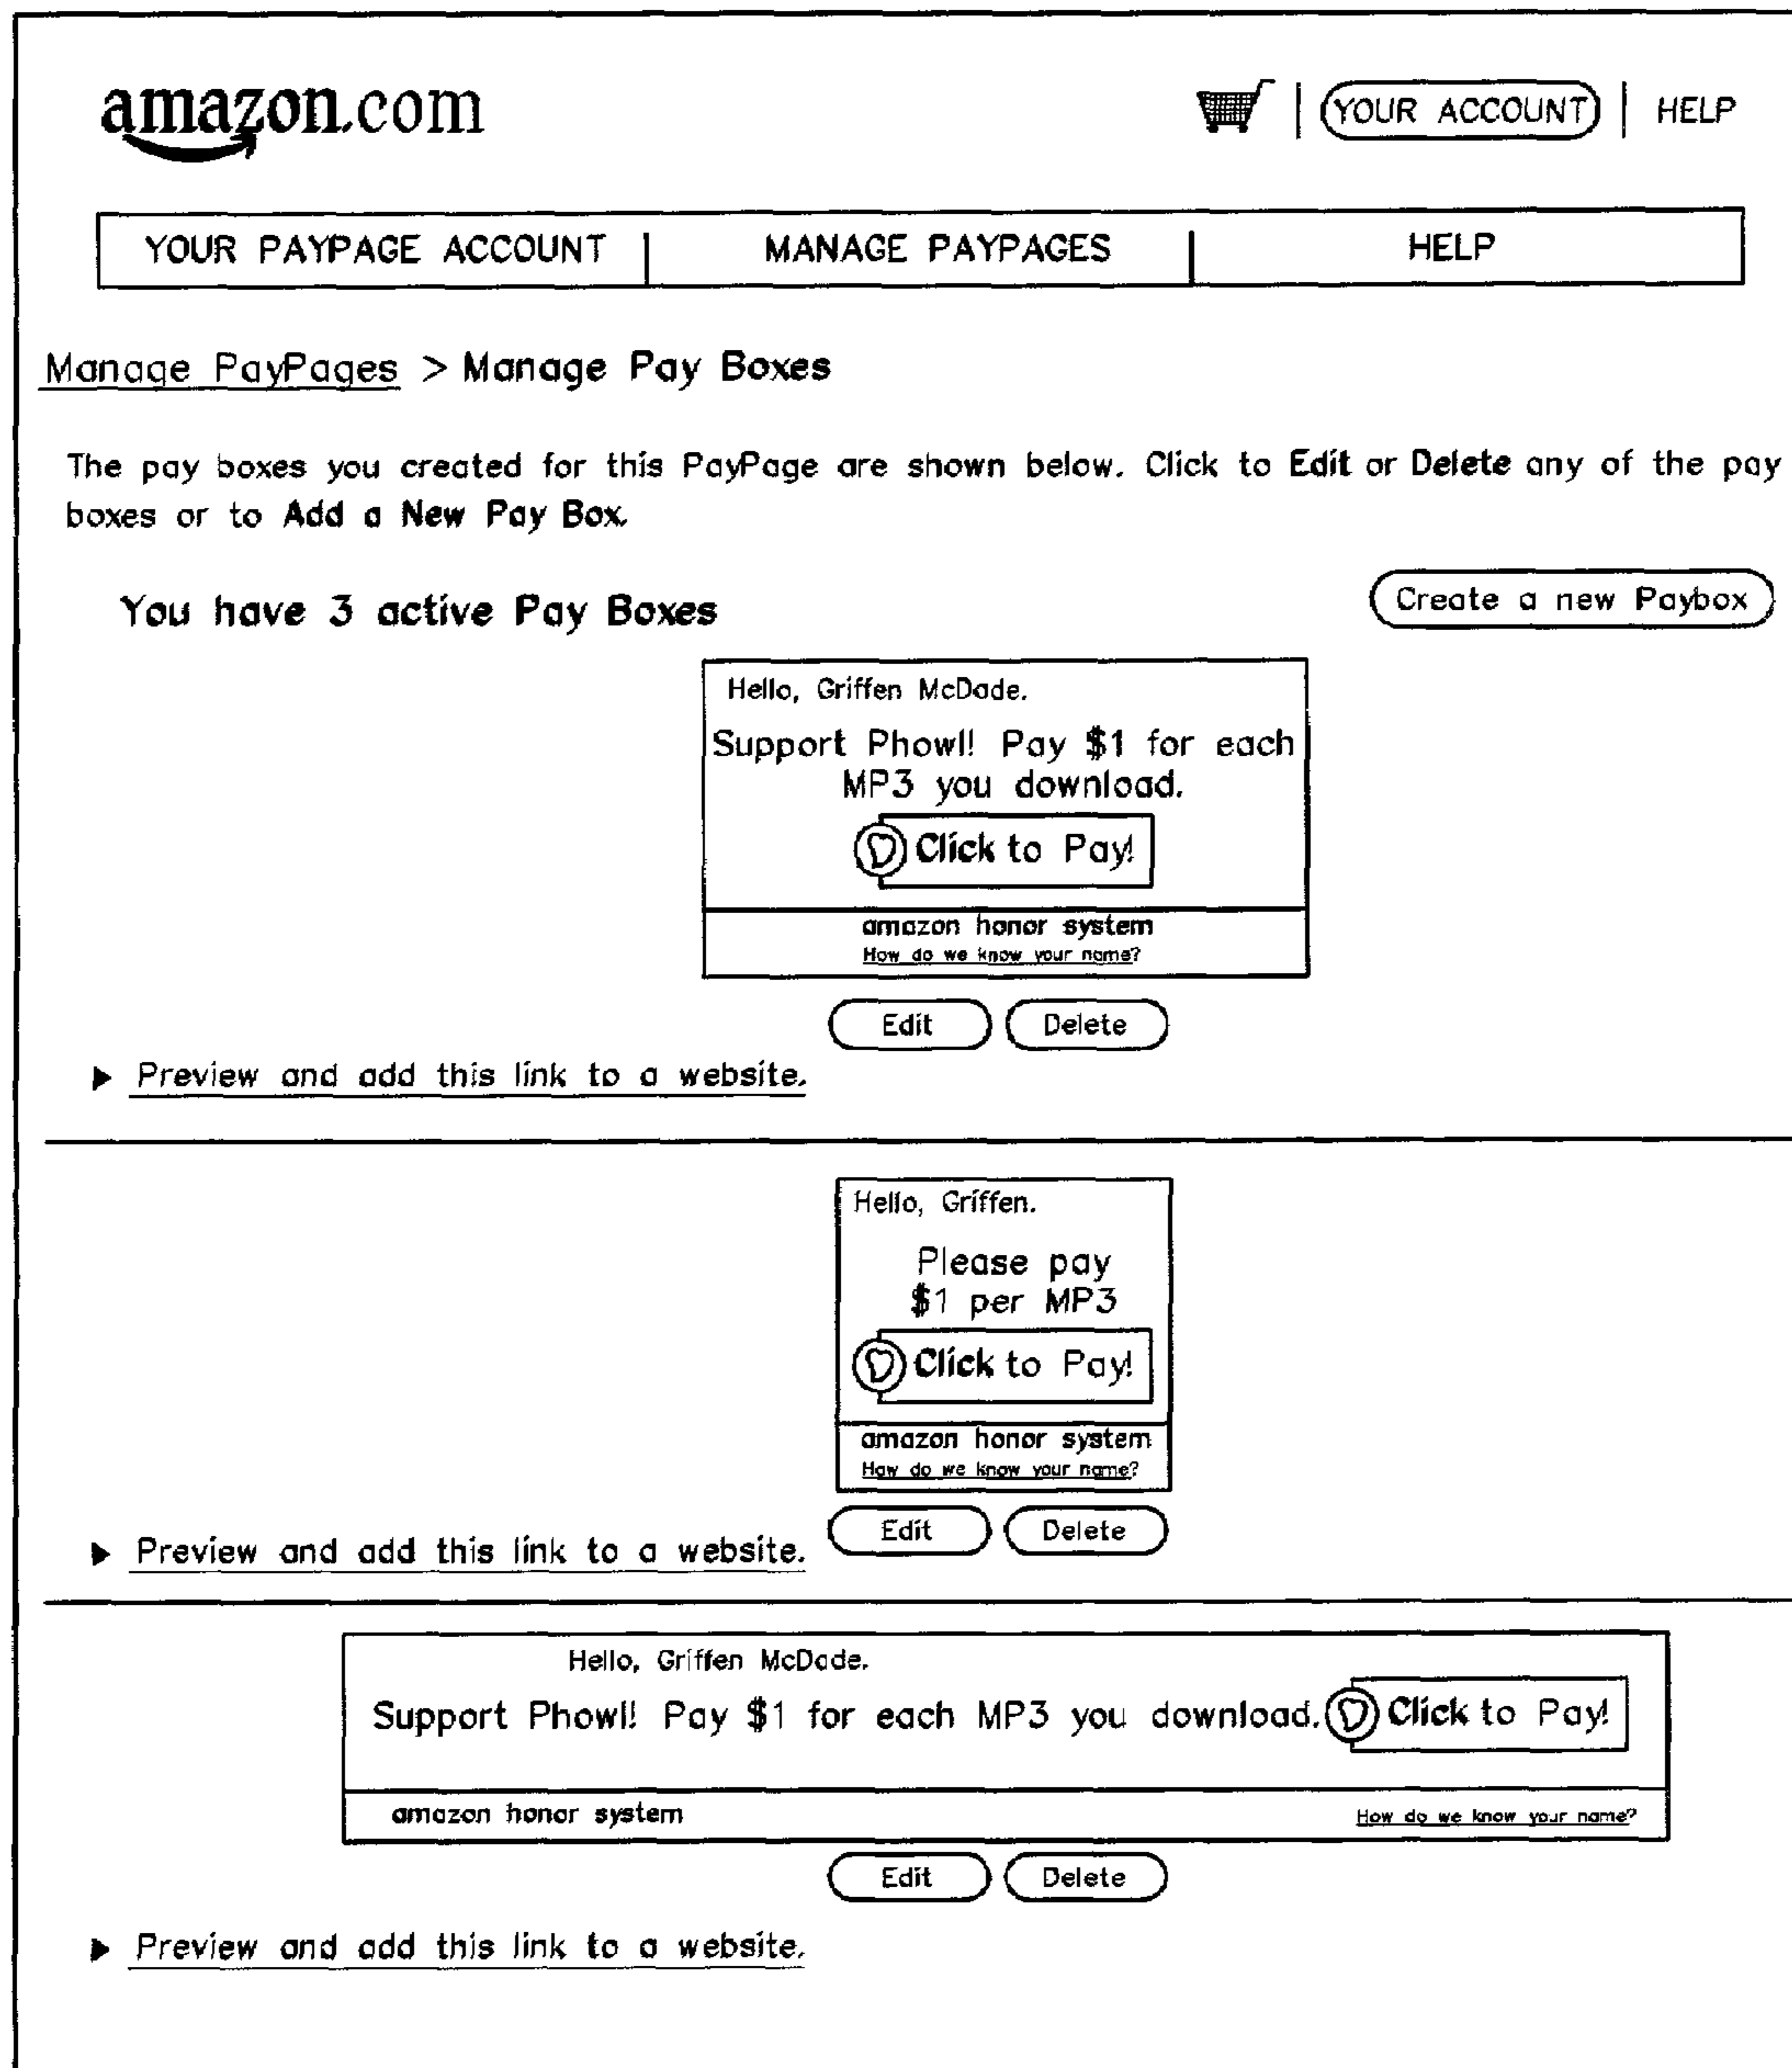 amazon.com
YOUR ACCOUNT | HELP
YOUR PAYPAGE ACCOUNT | MANAGE PAYPAGES | HELP
Manage PayPages > Manage Pay Boxes
The pay boxes you created for this PayPage are shown below. Click to Edit or Delete any of the pay
boxes or to Add a New Pay Box.
You have 3 active Pay Boxes
Create a new Paybox
Hello, Griffen McDade.
Support Phowl! Pay $1 for each
MP3 you download.
Click to Pay!
amazon honor system
How do we know your name?
Edit Delete
Preview and add this link to a website.
Hello, Griffen.
Please pay
$1 per MP3
Click to Pay!
amazon honor system
How do we know your name?
Edit Delete
Preview and add this link to a website.
Hello, Griffen McDade.
Support Phowl! Pay $1 for each MP3 you download. Click to Pay!
amazon honor system How do we know your name?
Edit Delete
Preview and add this link to a website.